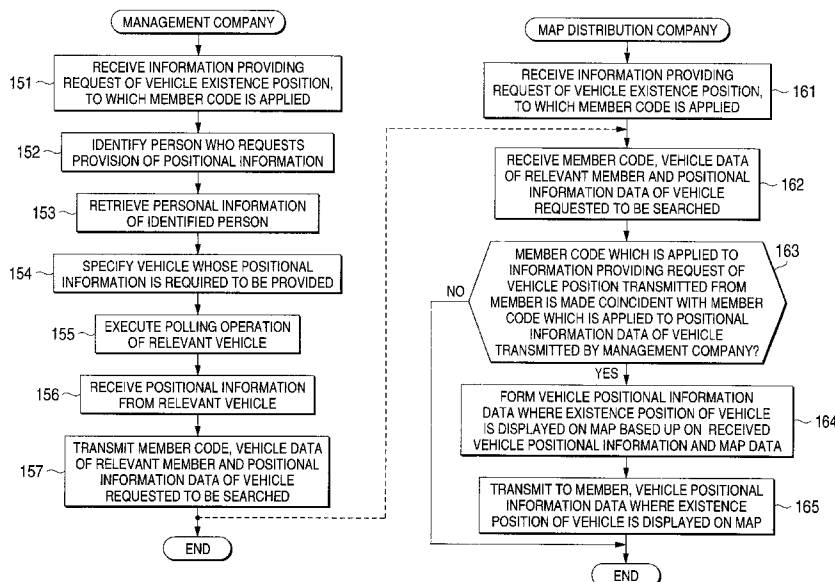 MANAGEMENT COMPANY
151
RECEIVE INFORMATION PROVIDING
REQUEST OF VEHICLE EXISTENCE POSITION,
TO WHICH MEMBER CODE IS APPLIED
152
IDENTIFY PERSON WHO REQUESTS
PROVISION OF POSITIONAL INFORMATION
153
RETRIEVE PERSONAL INFORMATION
OF IDENTIFIED PERSON
154
SPECIFY VEHICLE WHOSE POSITIONAL
INFORMATION IS REQUIRED TO BE PROVIDED
155
EXECUTE POLLING OPERATION
OF RELEVANT VEHICLE
156
RECEIVE POSITIONAL INFORMATION
FROM RELEVANT VEHICLE
157
TRANSMIT MEMBER CODE, VEHICLE DATA
OF RELEVANT MEMBER AND POSITIONAL
INFORMATION DATA OF VEHICLE
REQUESTED TO BE SEARCHED
END
MAP DISTRIBUTION COMPANY
RECEIVE INFORMATION PROVIDING
REQUEST OF VEHICLE EXISTENCE POSITION,
TO WHICH MEMBER CODE IS APPLIED
161
RECEIVE MEMBER CODE, VEHICLE DATA
OF RELEVANT MEMBER AND POSITIONAL
INFORMATION DATA OF VEHICLE
REQUESTED TO BE SEARCHED
162
163
MEMBER CODE WHICH IS APPLIED TO
INFORMATION PROVIDING REQUEST OF
VEHICLE POSITION TRANSMITTED FROM
MEMBER IS MADE COINCIDENT WITH MEMBER
CODE WHICH IS APPLIED TO POSITIONAL
INFORMATION DATA OF VEHICLE
TRANSMITTED BY MANAGEMENT COMPANY?
NO
YES
FORM VEHICLE POSITIONAL INFORMATION
DATA WHERE EXISTENCE POSITION OF VEHICLE
IS DISPLAYED ON MAP BASED UP ON RECEIVED
VEHICLE POSITIONAL INFORMATION AND MAP DATA
164
TRANSMIT TO MEMBER, VEHICLE POSITIONAL
INFORMATION DATA WHERE EXISTENCE
POSITION OF VEHICLE IS DISPLAYED ON MAP
165
END